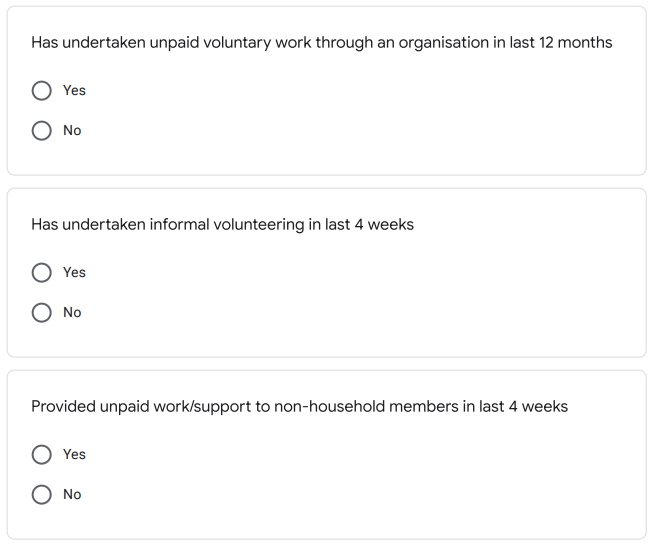 Has undertaken unpaid voluntary work through an organisation in last 12 months
Yes
No
Has undertaken informal volunteering in last 4 weeks
Yes
No
Provided unpaid work/support to non-household members in last 4 weeks
Yes
No